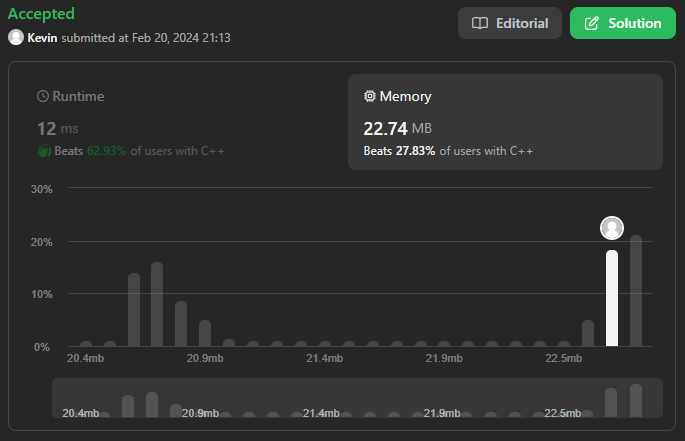 Accepted
Kevin submitted at Feb 20, 2024 21:13
Editorial
Solution
Runtime
12 ms
Beats 62.93% of users with C++
Memory
22.74 MB
Beats 27.83% of users with C++
30%
20%
10%
0%
20.4mb 20.9mb 21.4mb 21.9mb 22.5mb
20.4mb 20.9mb 21.4mb 21.9mb 22.5mb